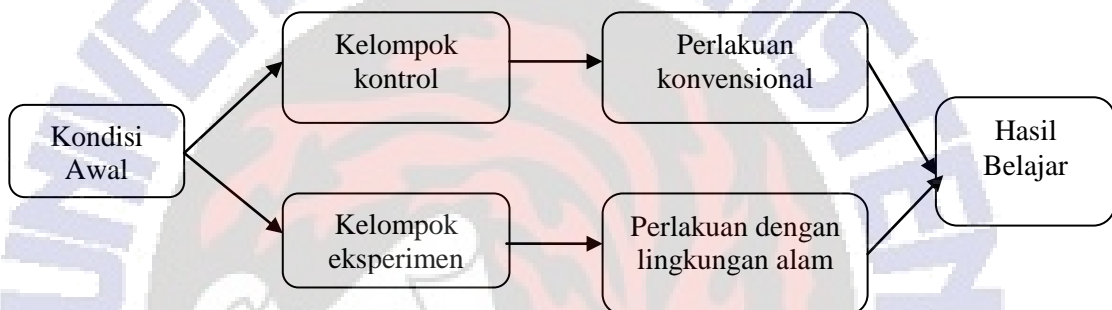 Kelompok
kontrol
Perlakuan
konvensional
Kondisi
Awal
Hasil
Belajar
Kelompok
eksperimen
Perlakuan dengan
lingkungan alam